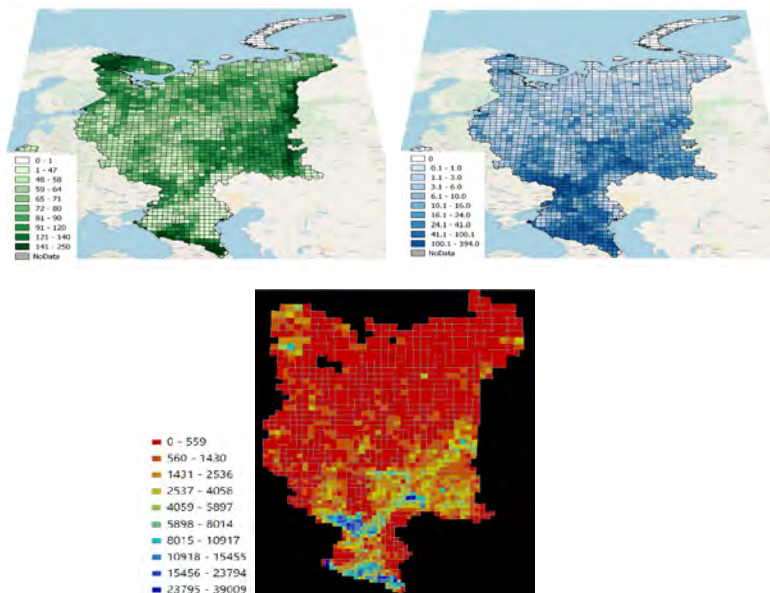 0 - 1
1 - 47
48 - 58
59 - 64
65 - 71
72 - 80
81 - 90
91 - 120
121 - 140
141 - 250
NoData
0
0.1 - 1.0
1.1 - 3.0
3.1 - 6.0
6.1 - 10.0
10.1 - 16.0
16.1 - 24.0
24.1 - 41.0
41.1 - 100.1
100.1 - 394.0
NoData
0 - 559
560 - 1430
1431 - 2536
2537 - 4058
4059 - 5897
5898 - 8014
8015 - 10917
10918 - 15455
15456 - 23794
23795 - 39009